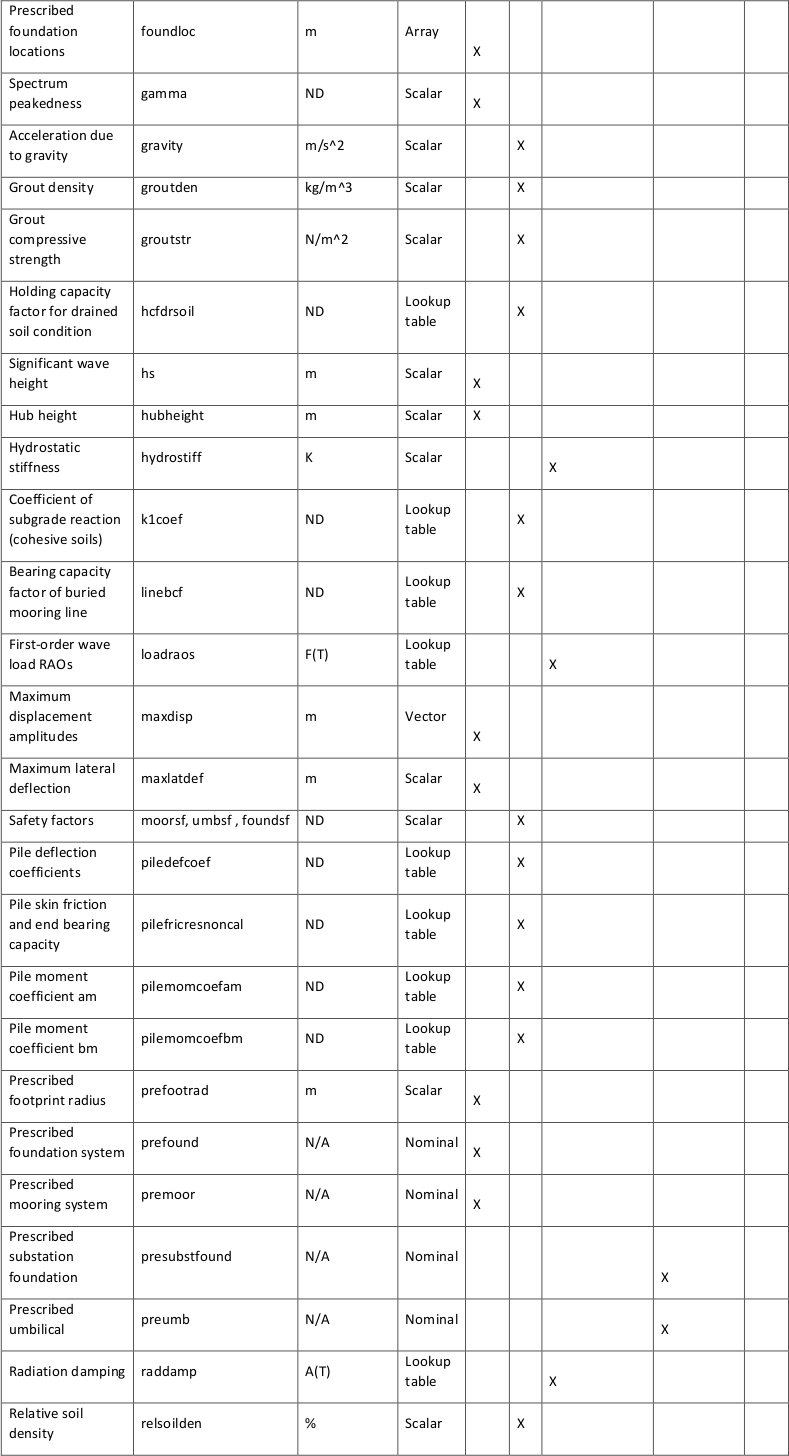 Prescribed
foundation
locations
foundloc
m
Array
X
Spectrum
peakedness
gamma
ND
Scalar
X
Acceleration due
to gravity
gravity
m/s^2
Scalar
X
Grout density
groutden
kg/m^3
Scalar
X
Grout
compressive
strength
groutstr
N/m^2
Scalar
X
Holding capacity
factor for drained
soil condition
hcfdrsoil
ND
Lookup
table
X
Significant wave
height
hs
m
Scalar
X
Hub height
hubheight
m
Scalar
X
Hydrostatic
stiffness
hydrostiff
K
Scalar
X
Coefficient of
subgrade reaction
(cohesive soils)
k1coef
ND
Lookup
table
X
Bearing capacity
factor of buried
mooring line
linebcf
ND
Lookup
table
X
First-order wave
load RAOs
loadraos
F(T)
Lookup
table
X
Maximum
displacement
amplitudes
maxdisp
m
Vector
X
Maximum lateral
deflection
maxlatdef
m
Scalar
X
Safety factors
moorsf, umbsf , foundsf
ND
Scalar
X
Pile deflection
coefficients
piledefcoef
ND
Lookup
table
X
Pile skin friction
and end bearing
capacity
pilefricresnoncal
ND
Lookup
table
X
Pile moment
coefficient am
pilemomcoefam
ND
Lookup
table
X
Pile moment
coefficient bm
pilemomcoefbm
ND
Lookup
table
X
Prescribed
footprint radius
prefootrad
m
Scalar
X
Prescribed
foundation system
prefound
N/A
Nominal
X
Prescribed
mooring system
premoor
N/A
Nominal
X
Prescribed
substation
foundation
presubstfound
N/A
Nominal
X
Prescribed
umbilical
preumb
N/A
Nominal
X
Radiation damping
raddamp
A(T)
Lookup
table
X
Relative soil
density
relsoilden
%
Scalar
X